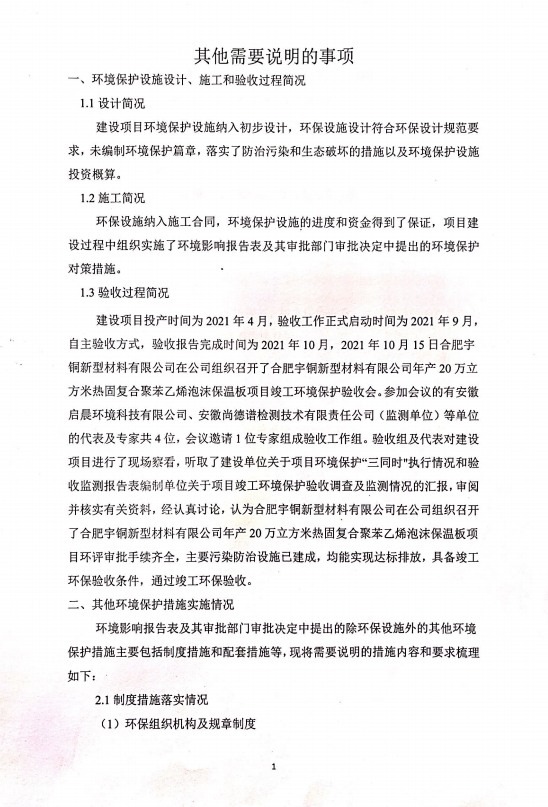 其他需要说明的事项
一、环境保护设施设计、施工和验收过程简况
1.1 设计简况
建设项目环境保护设施纳入初步设计，环保设施设计符合环境保护设计规范要
求，未编制环境保护篇章，落实了防治污染和生态破坏的措施以及环境保护设施
投资概算。
1.2 施工简况
环保设施纳入施工合同，环境保护设施的进度和资金得到了保证，项目建
设过程中组织实施了环境影响报告表及其审批部门审批决定中提出的环境保护
对策措施。
1.3 验收过程简况
建设项目投产时间为 2021 年 4 月，验收工作正式启动时间为 2021 年 9 月，
自主验收方式，验收报告完成时间为 2021 年 10 月，2021 年 10 月 15 日合肥宇
铜新型材料有限公司在公司组织召开了合肥宇铜新型材料有限公司年产 20 万立
方米热固复合聚苯乙烯泡沫保温板项目竣工环境保护验收会。参加会议的有安徽
启晨环境科技有限公司、安徽尚德谱检测技术有限责任公司（监测单位）等单位
的代表及专家共 4 位，会议邀请 1 位专家组成验收工作组。验收组及代表对建设
项目进行了现场察看，听取了建设单位关于项目环境保护“三同时"执行情况和验
收监测报告表编制单位关于项目竣工环境保护验收调查及监测情况的汇报，审阅
并核实有关资料，经认真讨论，认为合肥宇铜新型材料有限公司在公司组织召开
了合肥宇铜新型材料有限公司年产 20 万立方米热固复合聚苯乙烯泡沫保温板项
目环评审批手续齐全，主要污染防治设施已建成，均能实现达标排放，具备竣工
环保验收条件，通过竣工环保验收。
二、其他环境保护措施实施情况
环境影响报告表及其审批部门审批决定中提出的除环保设施外的其他环境
保护措施主要包括制度措施和配套措施等，现将需要说明的措施内容和要求梳理
如下：
2.1 制度措施落实情况
（1）环保组织机构及规章制度
1